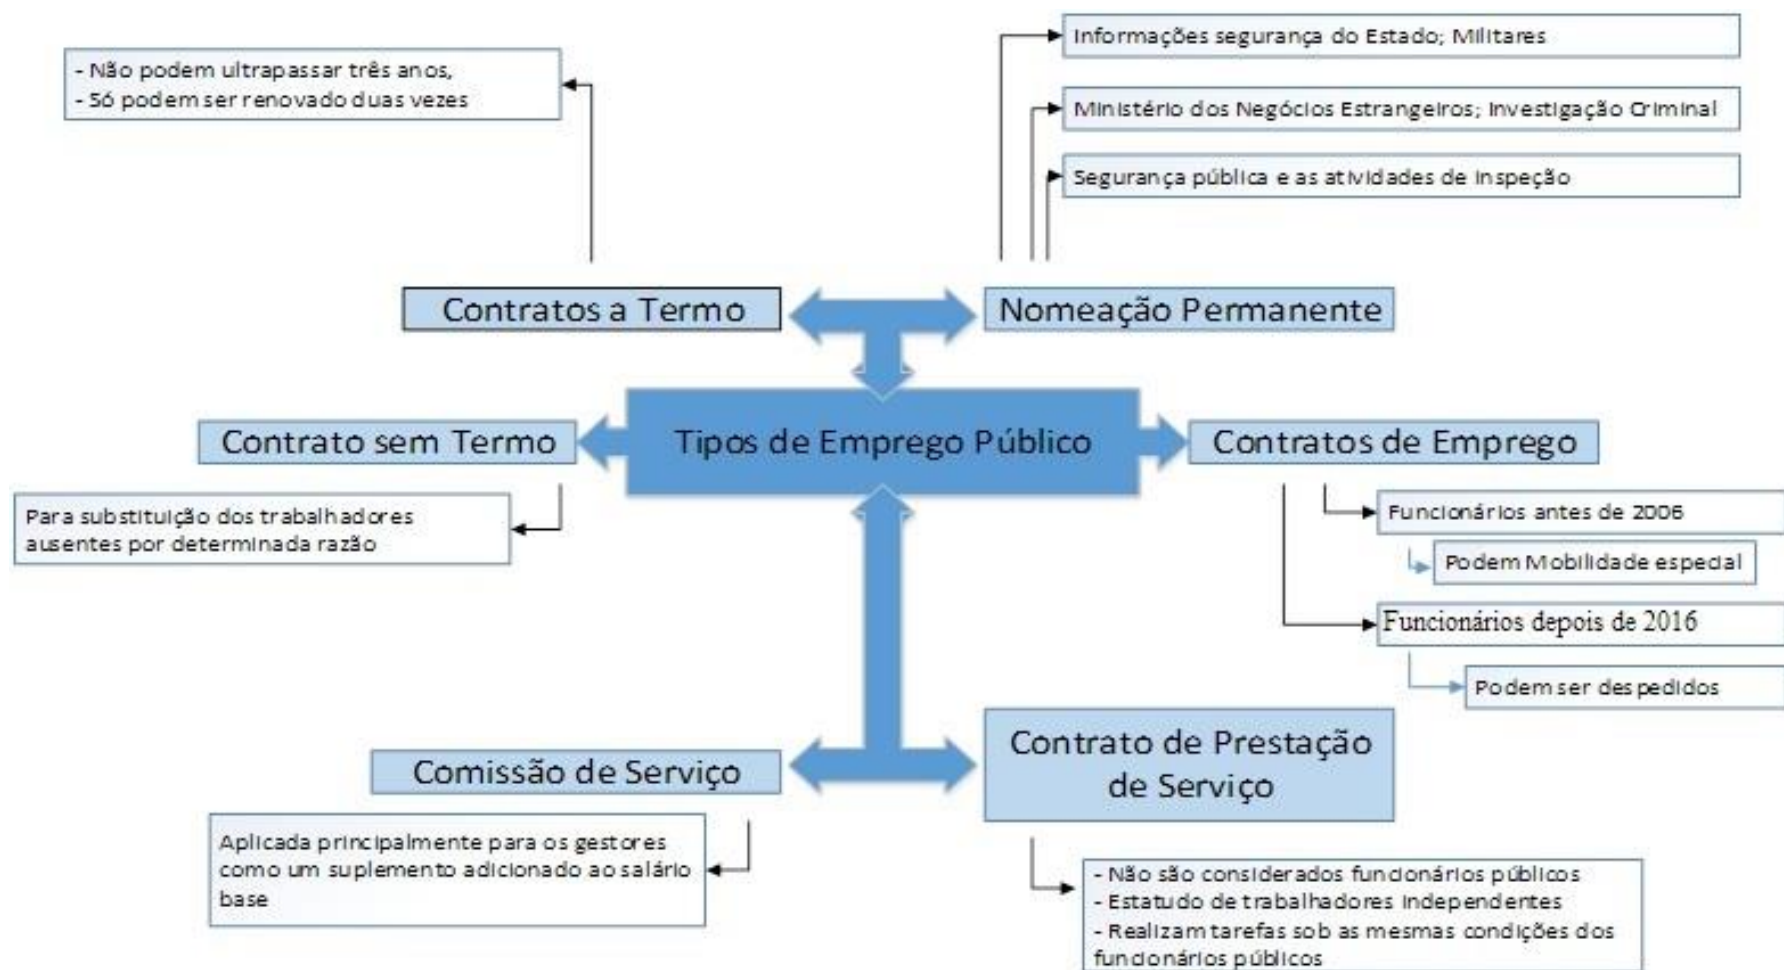 Informações segurança do Estado; Militares
- Não podem ultrapassar três anos,
- Só podem ser renovado duas vezes
Ministério dos Negócios Estrangeiros; Investigação Criminal
Segurança pública e as atividades de inspeção
Contratos a Termo
Nomeação Permanente
Contrato sem Termo
Tipos de Emprego Público
Contratos de Emprego
Para substituição dos trabalhadores
ausentes por determinada razão
Funcionários antes de 2006
Podem Mobilidade especial
Funcionários depois de 2016
Podem ser despedidos
Comissão de Serviço
Contrato de Prestação
de Serviço
Aplicada principalmente para os gestores
como um suplemento adicionado ao salário
base
- Não são considerados funcionários públicos
- Estatudo de trabalhadores independentes
- Realizam tarefas sob as mesmas condições dos
funcionários públicos